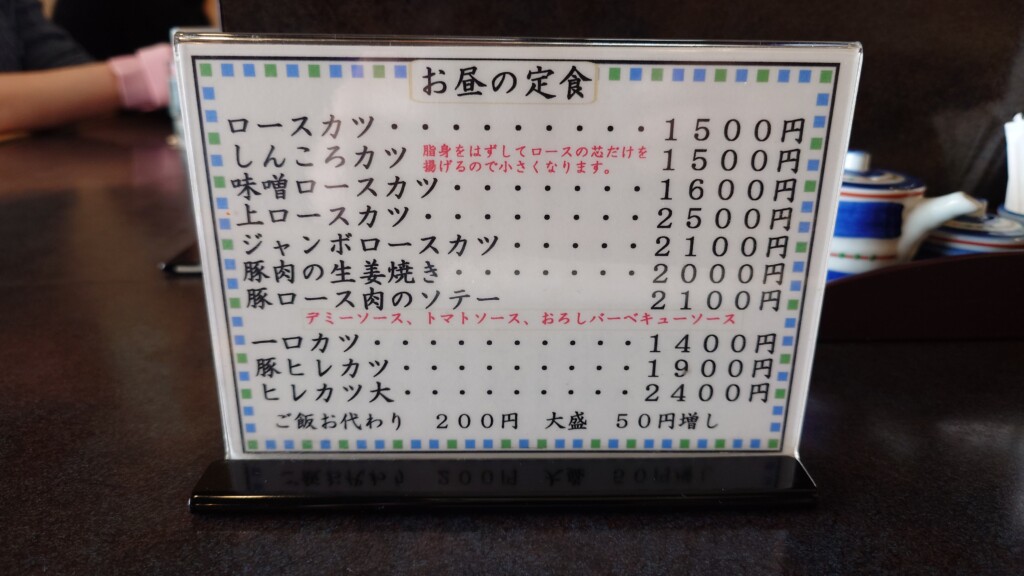 お昼の定食
ロースカツ・・・・・・・・・・1500円
しんころカツ 脂身をはずしてロースの芯だけを 1500円
揚げるので小さくなります。
味噌ロースカツ・・・・・・・1600円
上ロースカツ・・・・・・・・2500円
ジャンボロースカツ・・・・・2100円
豚肉の生姜焼き・・・・・・・2000円
豚ロース肉のソテー 2100円
デミーソース、トマトソース、おろしバーベキューソース
一口カツ・・・・・・・・・・1400円
豚ヒレカツ・・・・・・・・・1900円
ヒレカツ大・・・・・・・・・2400円
ご飯お代わり 200円 大盛 50円増し